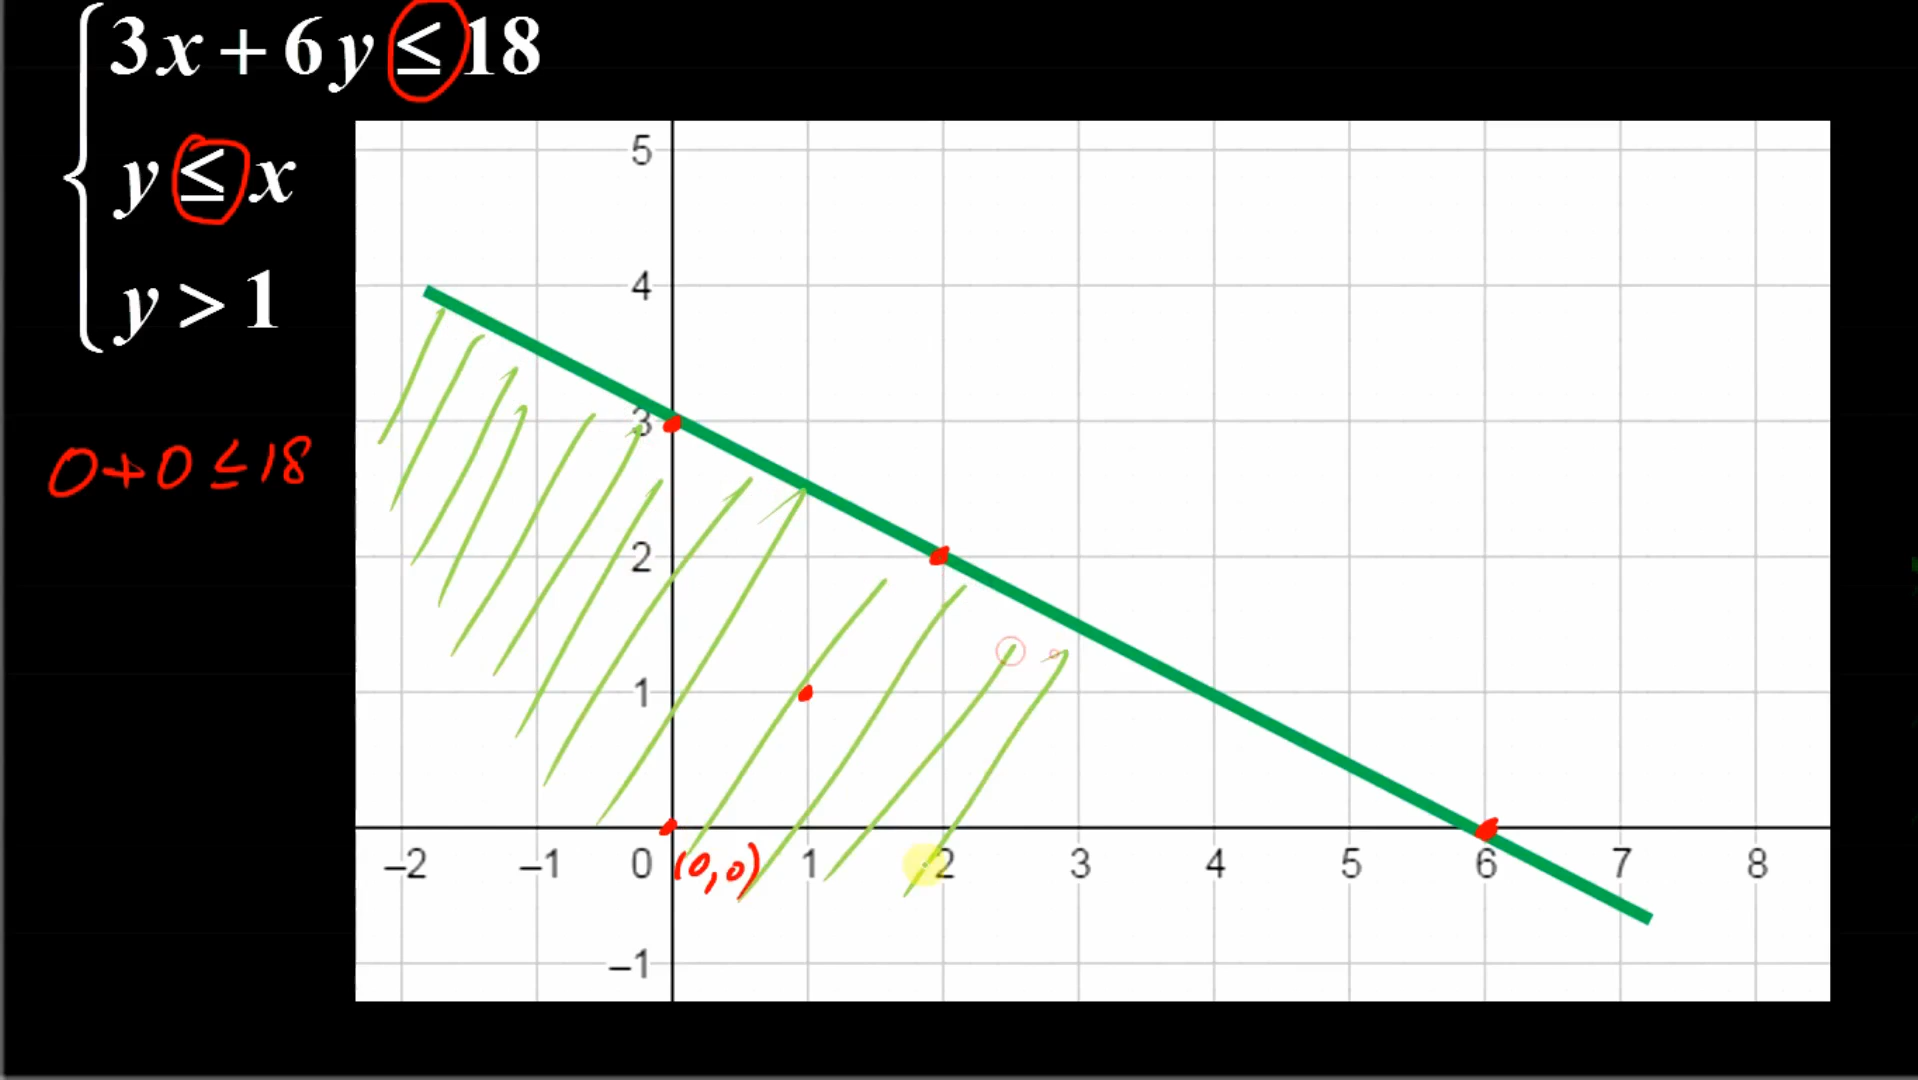 3x + 6y ≤ 18
y ≤ x
y > 1
0+0 ≤ 18
5
4
3
2
1
–2 –1 0 (0,0) 1 2 3 4 5 6 7 8
–1